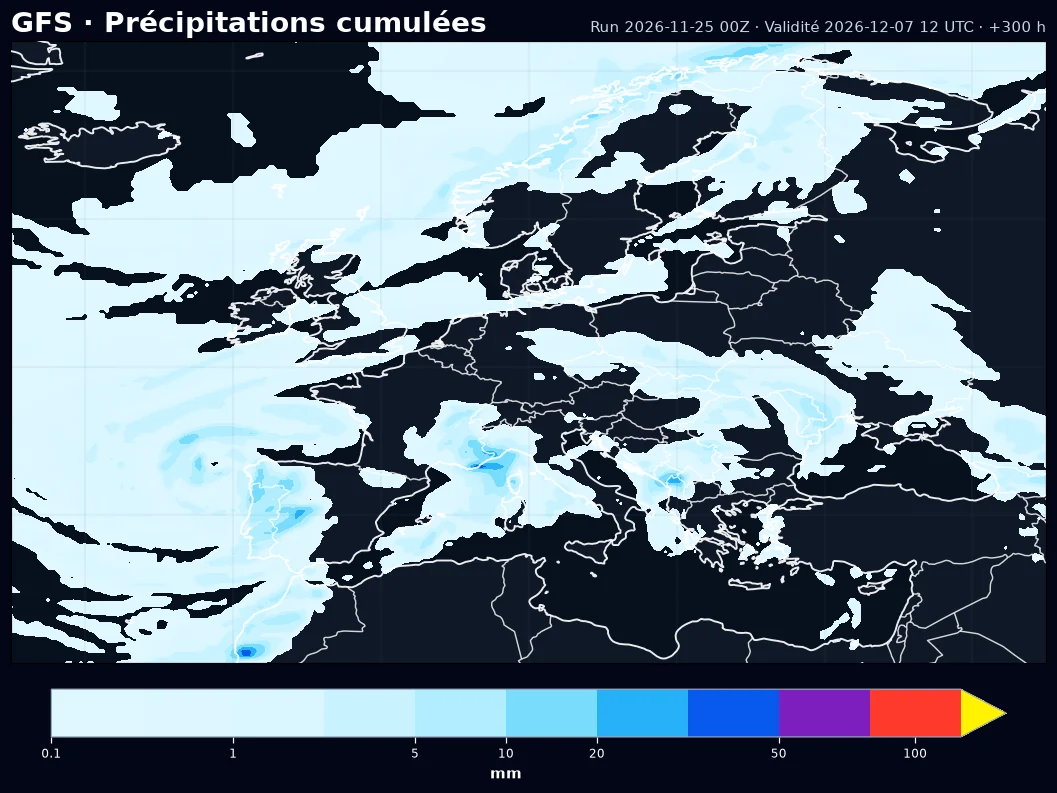 GFS · Précipitations cumulées
Run 2026-11-25 00Z · Validité 2026-12-07 12 UTC · +300 h
0.1 1 5 10 20 50 100
mm